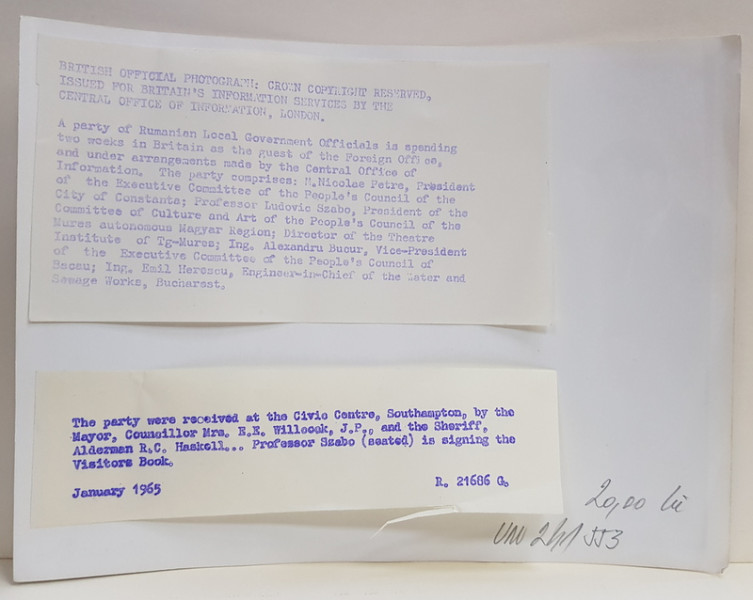 BRITISH OFFICIAL PHOTOGRAPH: CROWN COPYRIGHT RESERVED,
ISSUED FOR BRITAIN'S INFORMATION SERVICES BY THE
CENTRAL OFFICE OF INFORMATION, LONDON.
A party of Rumanian Local Government Officials is spending
two weeks in Britain as the guest of the Foreign Office,
and under arrangements made by the Central Office of
Information. The party comprises: M.Nicolae Petre, President
of the Executive Committee of the People's Council of the
City of Constanta; Professor Ludovic Szabo, President of the
Committee of Culture and Art of the People's Council of the
Mures autonomous Magyar Region; Director of the Theatre
Institute of Tg-Mures; Ing. Alexandru Bucur, Vice-President
of the Executive Committee of the People's Council of
Bacau; Ing. Emil Herescu, Engineer-in-Chief of the Water and
Sewage Works, Bucharest.
The party were received at the Civic Centre, Southampton, by the
Mayor, Councillor Mrs. E.E. Willcock, J.P., and the Sheriff,
Alderman R.C. Haskell... Professor Szabo (seated) is signing the
Visitors Book.
January 1965 R. 21686 G.
20,00 lei